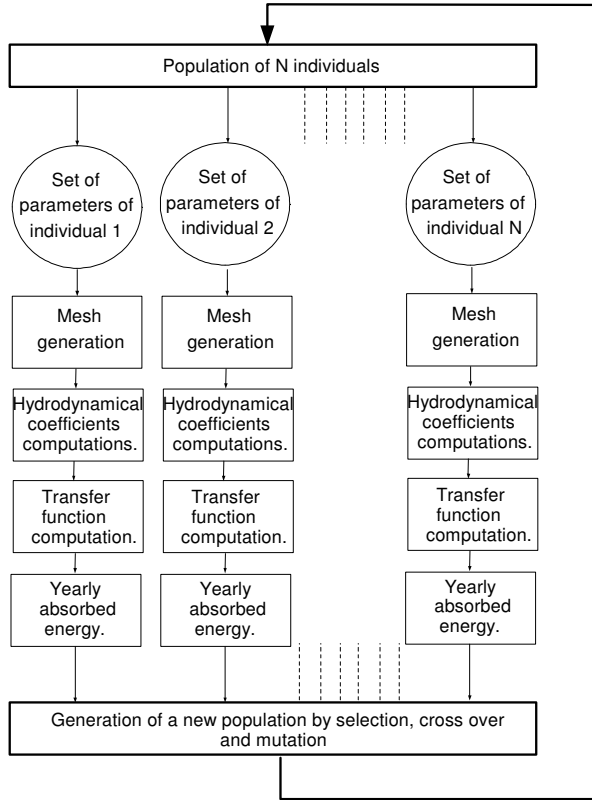 Population of N individuals
Set of
parameters of
individual 1
Set of
parameters of
individual 2
Set of
parameters of
individual N
Mesh
generation
Mesh
generation
Mesh
generation
Hydrodynamical
coefficients
computations.
Hydrodynamical
coefficients
computations.
Hydrodynamical
coefficients
computations.
Transfer
function
computation.
Transfer
function
computation.
Transfer
function
computation.
Yearly
absorbed
energy.
Yearly
absorbed
energy.
Yearly
absorbed
energy.
Generation of a new population by selection, cross over
and mutation